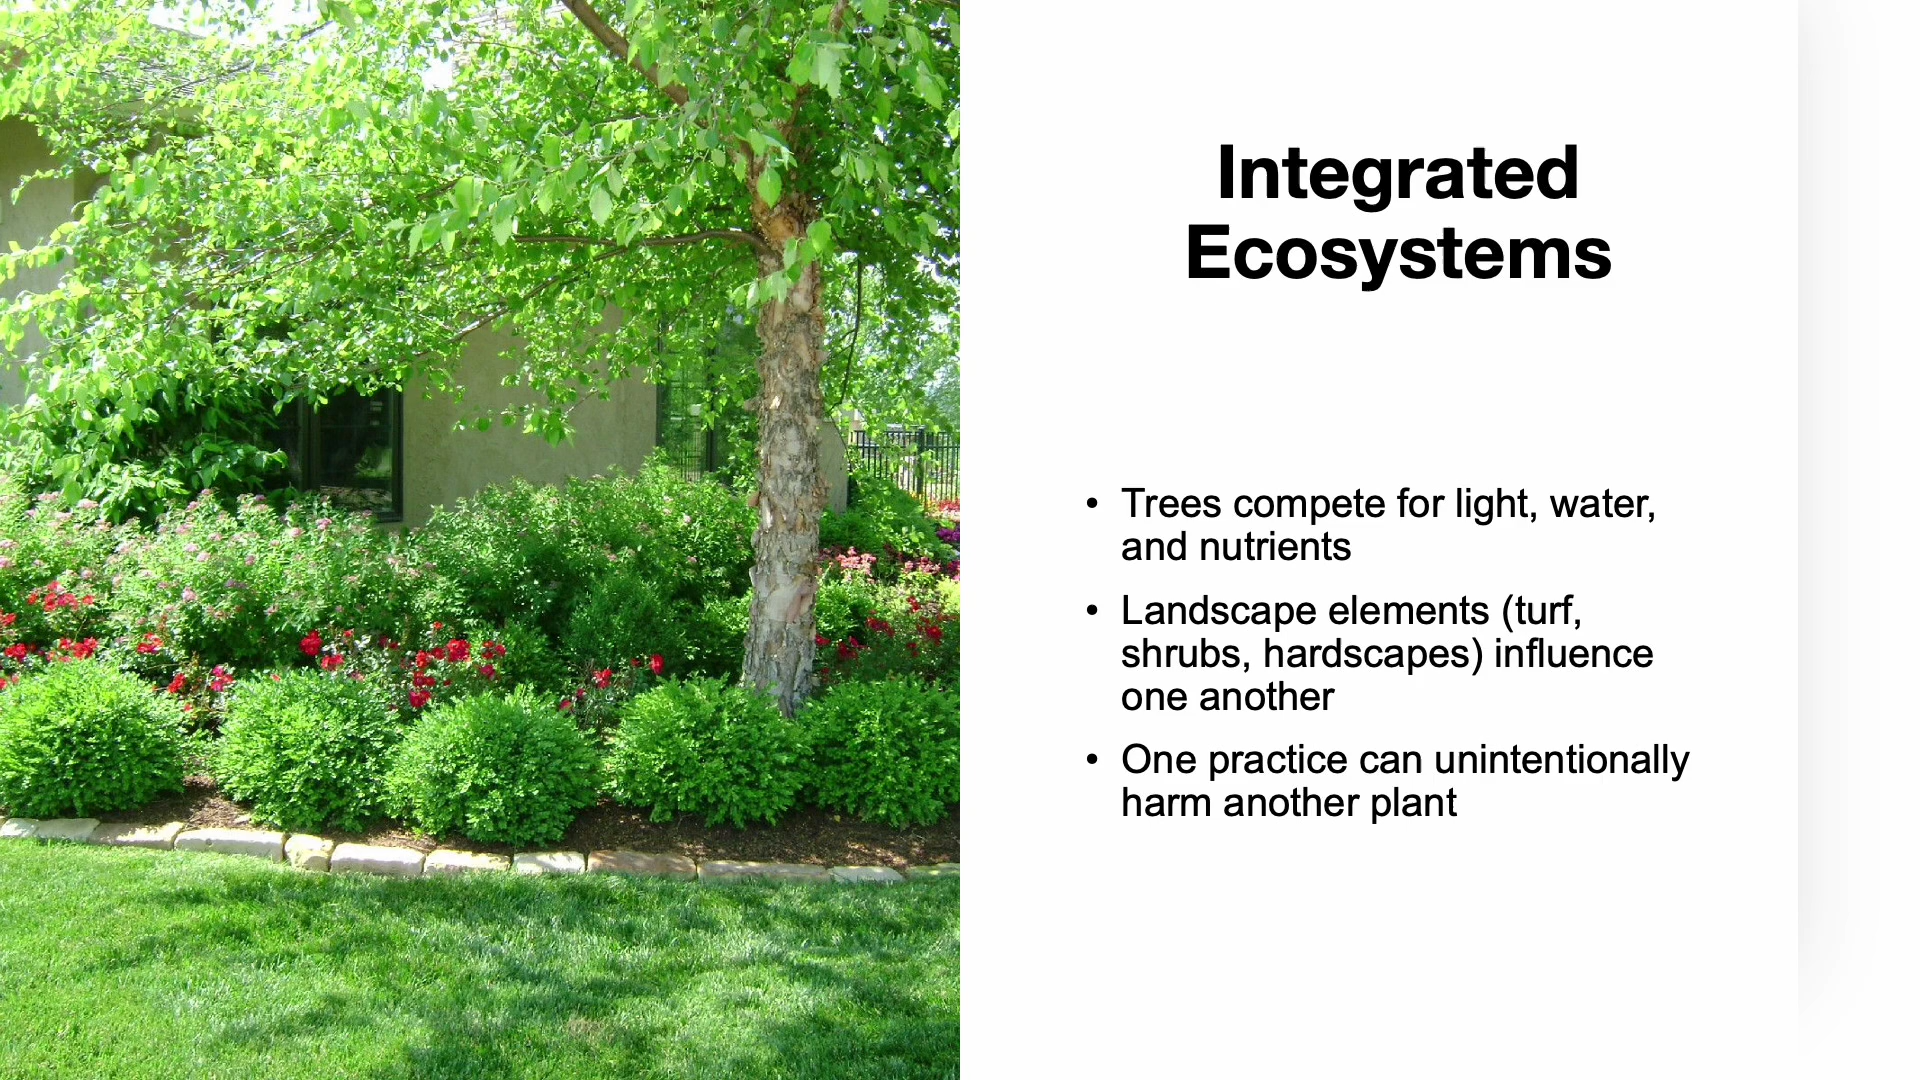 Integrated
Ecosystems
• Trees compete for light, water,
and nutrients
• Landscape elements (turf,
shrubs, hardscapes) influence
one another
• One practice can unintentionally
harm another plant